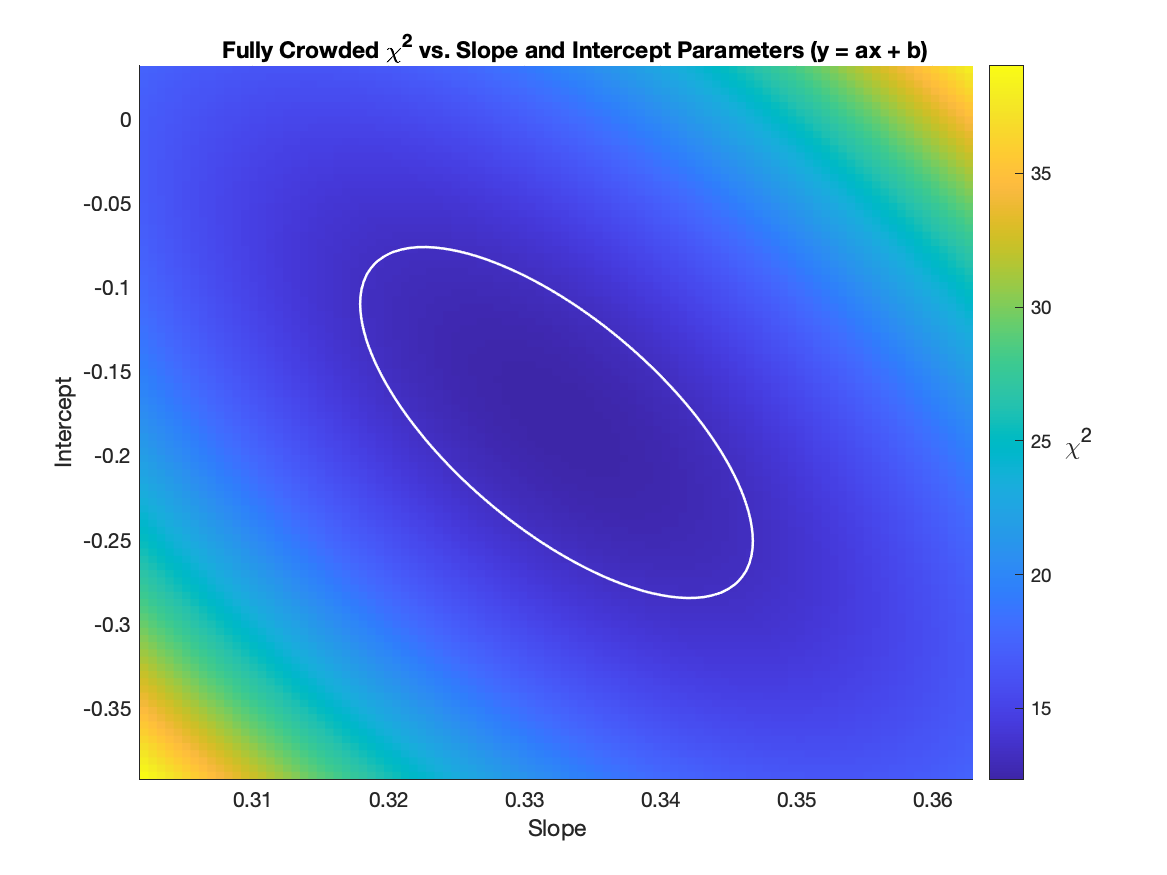 Fully Crowded χ² vs. Slope and Intercept Parameters (y = ax + b)
0
-0.05
-0.1
-0.15
-0.2
-0.25
-0.3
-0.35
Intercept
0.31 0.32 0.33 0.34 0.35 0.36
Slope
35
30
25
20
15
χ²